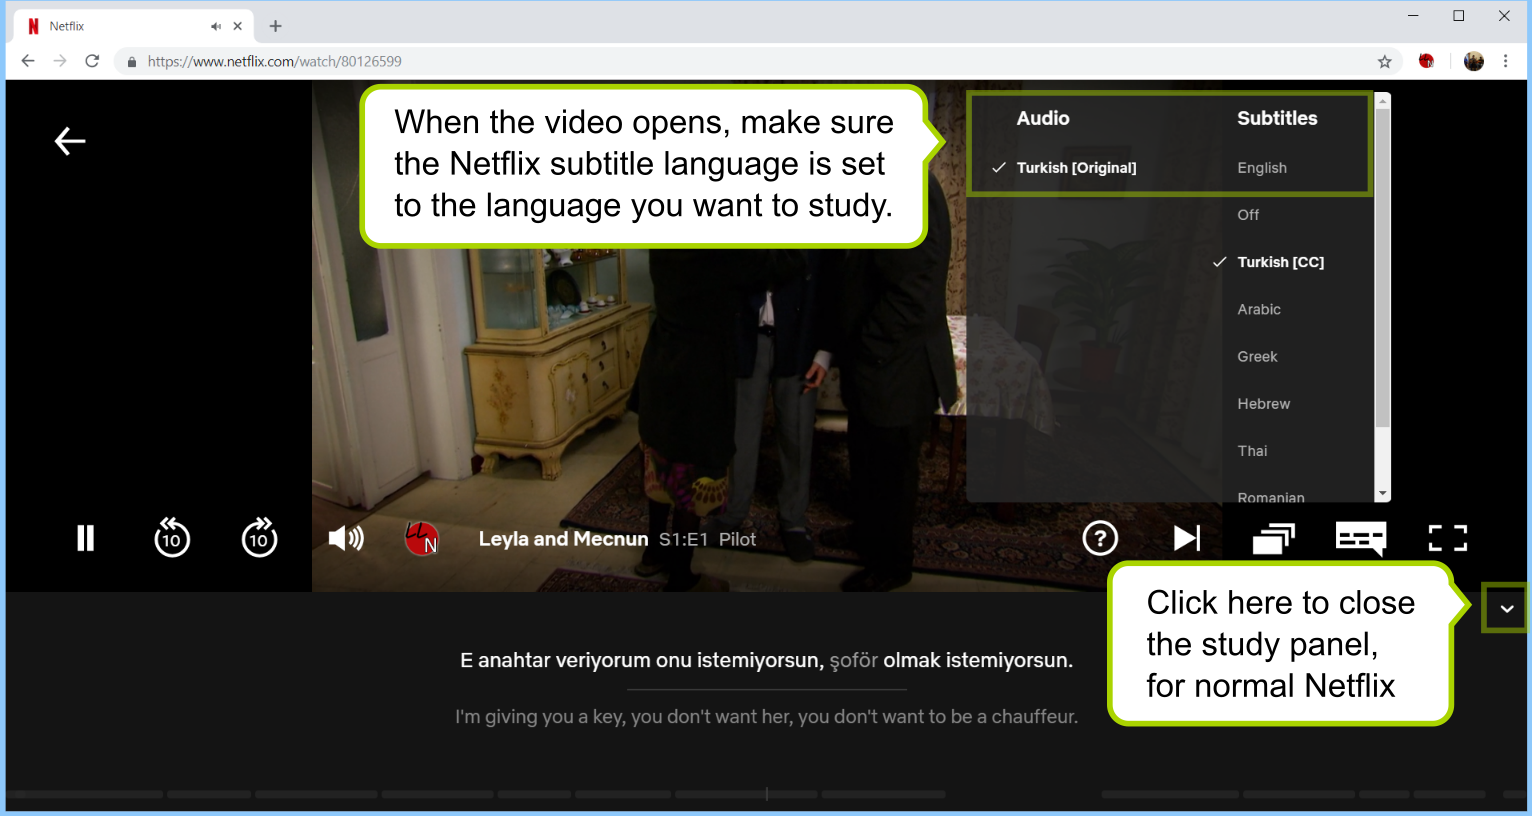 Netflix
https://www.netflix.com/watch/80126599
When the video opens, make sure
the Netflix subtitle language is set
to the language you want to study.
Audio
Turkish [Original]
Subtitles
English
Off
Turkish [CC]
Arabic
Greek
Hebrew
Thai
Romanian
10
10
LL
N
Leyla and Mecnun S1:E1 Pilot
?
Click here to close
the study panel,
for normal Netflix
E anahtar veriyorum onu istemiyorsun, şoför olmak istemiyorsun.
I'm giving you a key, you don't want her, you don't want to be a chauffeur.